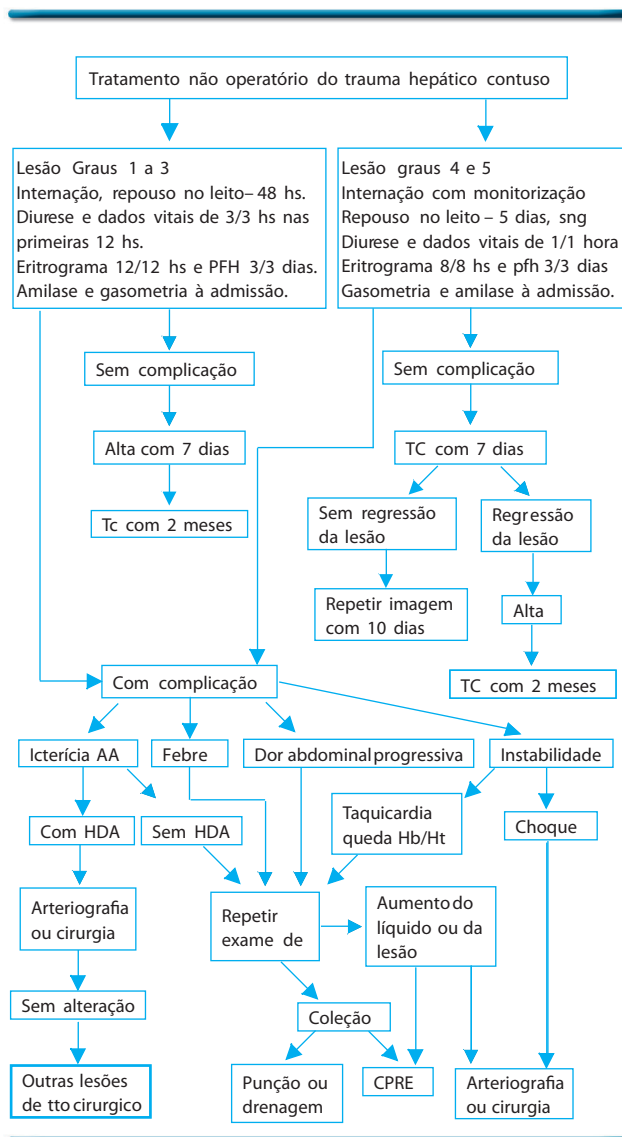 Tratamento não operatório do trauma hepático contuso
Lesão Graus 1 a 3
Internação, repouso no leito– 48 hs.
Diurese e dados vitais de 3/3 hs nas
primeiras 12 hs.
Eritrograma 12/12 hs e PFH 3/3 dias.
Amilase e gasometria à admissão.
Lesão graus 4 e 5
Internação com monitorização
Repouso no leito – 5 dias, sng
Diurese e dados vitais de 1/1 hora
Eritrograma 8/8 hs e pfh 3/3 dias
Gasometria e amilase à admissão.
Sem complicação
Sem complicação
Alta com 7 dias
TC com 7 dias
Tc com 2 meses
Sem regressão
da lesão
Regressão
da lesão
Repetir imagem
com 10 dias
Alta
TC com 2 meses
Com complicação
Icterícia AA
Febre
Dor abdominal progressiva
Instabilidade
Com HDA
Sem HDA
Taquicardia
queda Hb/Ht
Choque
Arteriografia
ou cirurgia
Repetir
exame de
Aumento do
líquido ou da
lesão
Sem alteração
Coleção
Outras lesões
de tto cirurgico
Punção ou
drenagem
CPRE
Arteriografia
ou cirurgia